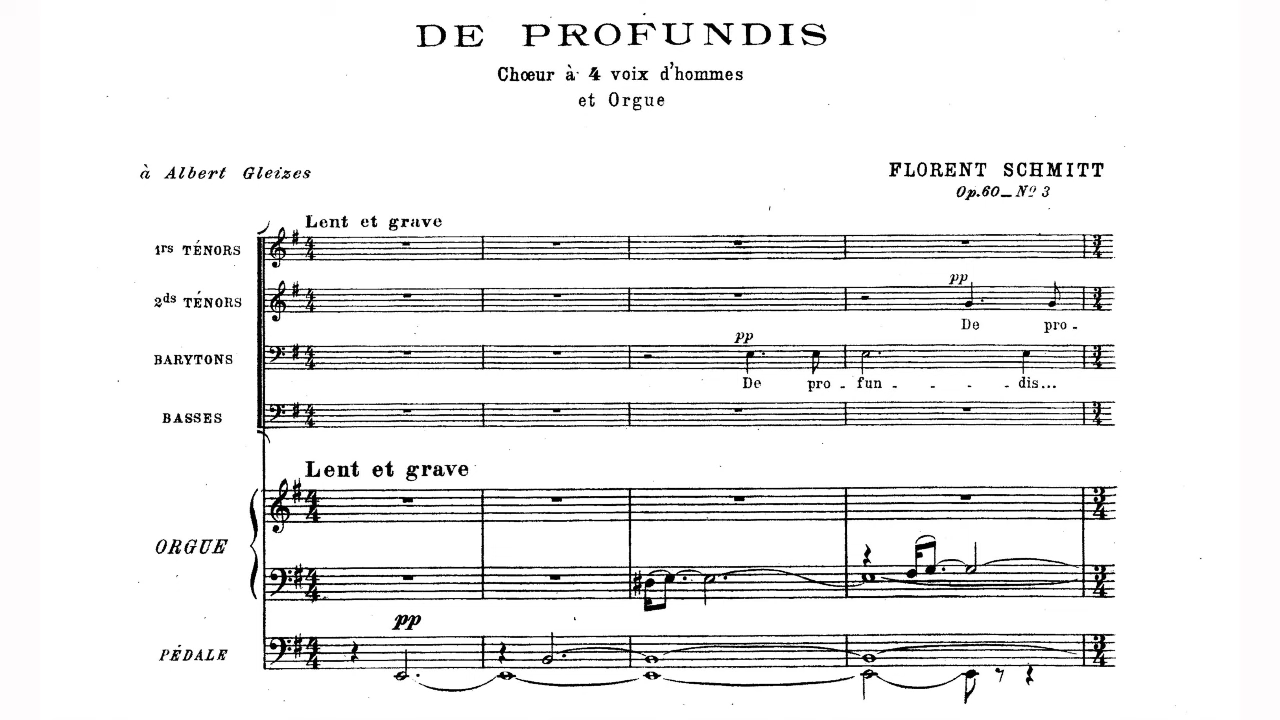 DE PROFUNDIS
Chœur à 4 voix d'hommes
et Orgue
à Albert Gleizes
FLORENT SCHMITT
Op.60_Nº 3
Lent et grave
1rs TÉNORS
pp
2ds TÉNORS
De pro-
pp
BARYTONS
De pro-fun - - - dis...
BASSES
Lent et grave
ORGUE
pp
PÉDALE